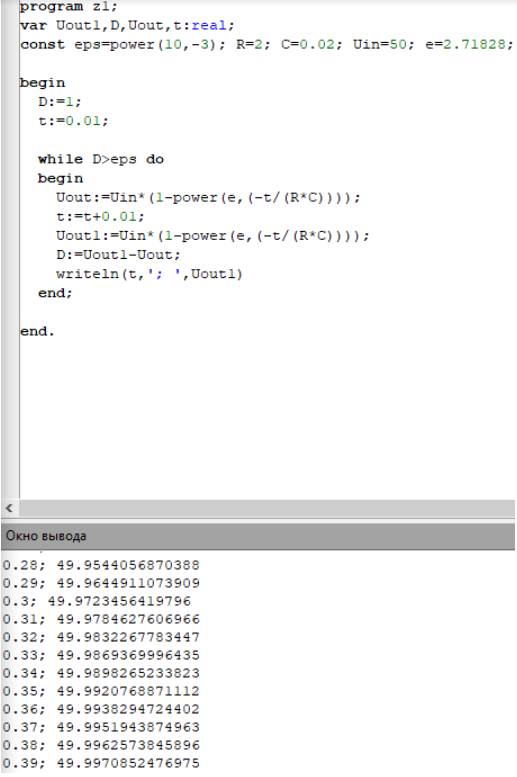 program z1;
var Uout1,D,Uout,t:real;
const eps=power(10,-3); R=2; C=0.02; Uin=50; e=2.71828;
begin
D:=1;
t:=0.01;
while D>eps do
begin
Uout:=Uin*(1-power(e,(-t/(R*C))));
t:=t+0.01;
Uout1:=Uin*(1-power(e,(-t/(R*C))));
D:=Uout1-Uout;
writeln(t,'; ',Uout1)
end;
end.
Окно вывода
0.28; 49.9544056870388
0.29; 49.9644911073909
0.3; 49.9723456419796
0.31; 49.9784627606966
0.32; 49.9832267783447
0.33; 49.9869369996435
0.34; 49.9898265233823
0.35; 49.9920768871112
0.36; 49.9938294724402
0.37; 49.9951943874963
0.38; 49.9962573845896
0.39; 49.9970852476975